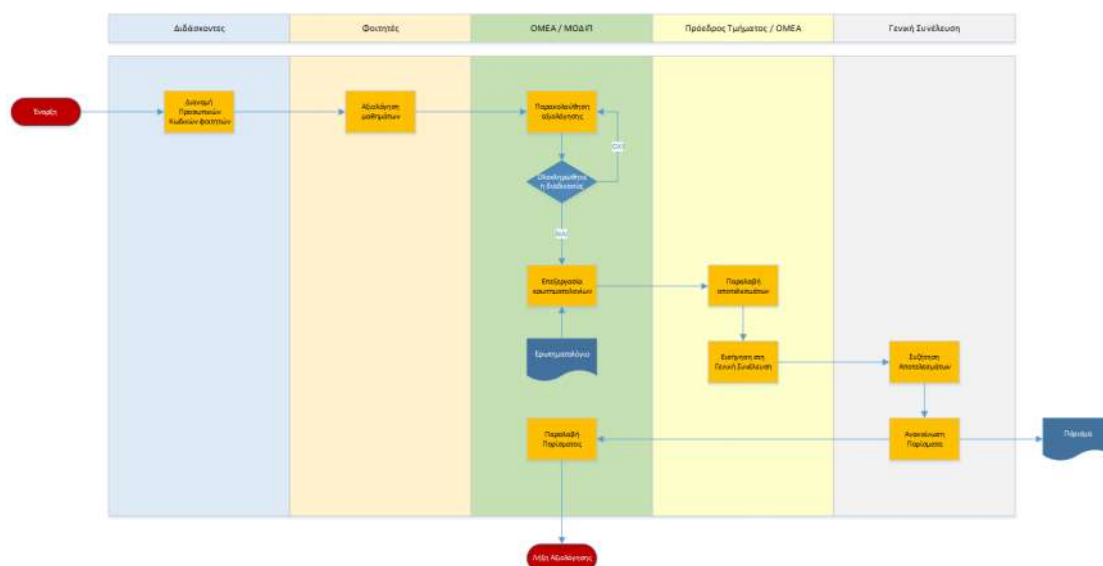 Διδάσκοντες
Φοιτητές
ΟΜΕΑ / ΜΟΔΙΠ
Πρόεδρος Τμήματος / ΟΜΕΑ
Γενική Συνέλευση
Έναρξη
Διανομή
Προσωπικών
Κωδικών φοιτητών
Αξιολόγηση
μαθημάτων
Παρακολούθηση
αξιολόγησης
ΟΧΙ
Ολοκληρώθηκε
η διαδικασία;
Ναι
Επεξεργασία
ερωτηματολογίων
Παραλαβή
αποτελεσμάτων
Ερωτηματολόγιο
Εισήγηση στη
Γενική Συνέλευση
Συζήτηση
Αποτελεσμάτων
Παραλαβή
Πορίσματος
Ανακοίνωση
Πορίσματα
Πόρισμα
Λήξη Αξιολόγησης